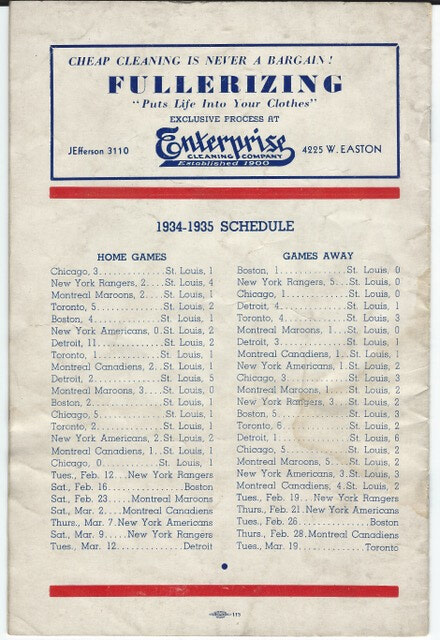 CHEAP CLEANING IS NEVER A BARGAIN!
FULLERIZING
"Puts Life Into Your Clothes"
EXCLUSIVE PROCESS AT
JEfferson 3110 Enterprise 4225 W. EASTON
CLEANING COMPANY
Established 1900
1934-1935 SCHEDULE
HOME GAMES
Chicago, 3............St. Louis, 1
New York Rangers, 2....St. Louis, 4
Montreal Maroons, 2....St. Louis, 1
Toronto, 5............St. Louis, 2
Boston, 4.............St. Louis, 1
New York Americans, 0.St. Louis, 2
Detroit, 11...........St. Louis, 2
Toronto, 1............St. Louis, 1
Montreal Canadiens, 2..St. Louis, 1
Detroit, 2............St. Louis, 5
Montreal Maroons, 3....St. Louis, 0
Boston, 2.............St. Louis, 1
Chicago, 5............St. Louis, 1
Toronto, 2............St. Louis, 1
New York Americans, 2.St. Louis, 2
Montreal Canadiens, 1..St. Louis, 1
Chicago, 0............St. Louis, 1
Tues., Feb. 12...New York Rangers
Sat., Feb. 16............Boston
Sat., Feb. 23.....Montreal Maroons
Sat., Mar. 2....Montreal Canadiens
Thurs., Mar. 7.New York Americans
Sat., Mar. 9.....New York Rangers
Tues., Mar. 12............Detroit
GAMES AWAY
Boston, 1.............St. Louis, 0
New York Rangers, 5....St. Louis, 0
Chicago, 1............St. Louis, 0
Detroit, 4............St. Louis, 1
Toronto, 4............St. Louis, 3
Montreal Maroons, 1....St. Louis, 0
Detroit, 3............St. Louis, 1
Montreal Canadiens, 1..St. Louis, 1
New York Americans, 1.St. Louis, 2
Chicago, 3............St. Louis, 3
Montreal Maroons, 1....St. Louis, 2
New York Rangers, 3....St. Louis, 2
Boston, 5.............St. Louis, 3
Toronto, 6............St. Louis, 2
Detroit, 1............St. Louis, 6
Chicago, 5............St. Louis, 2
Montreal Maroons, 5....St. Louis, 2
New York Americans, 3.St. Louis, 3
Montreal Canadiens, 4.St. Louis, 2
Tues., Feb. 19...New York Rangers
Thurs., Feb. 21.New York Americans
Tues., Feb. 26............Boston
Thurs., Feb. 28.Montreal Canadiens
Tues., Mar. 19............Toronto